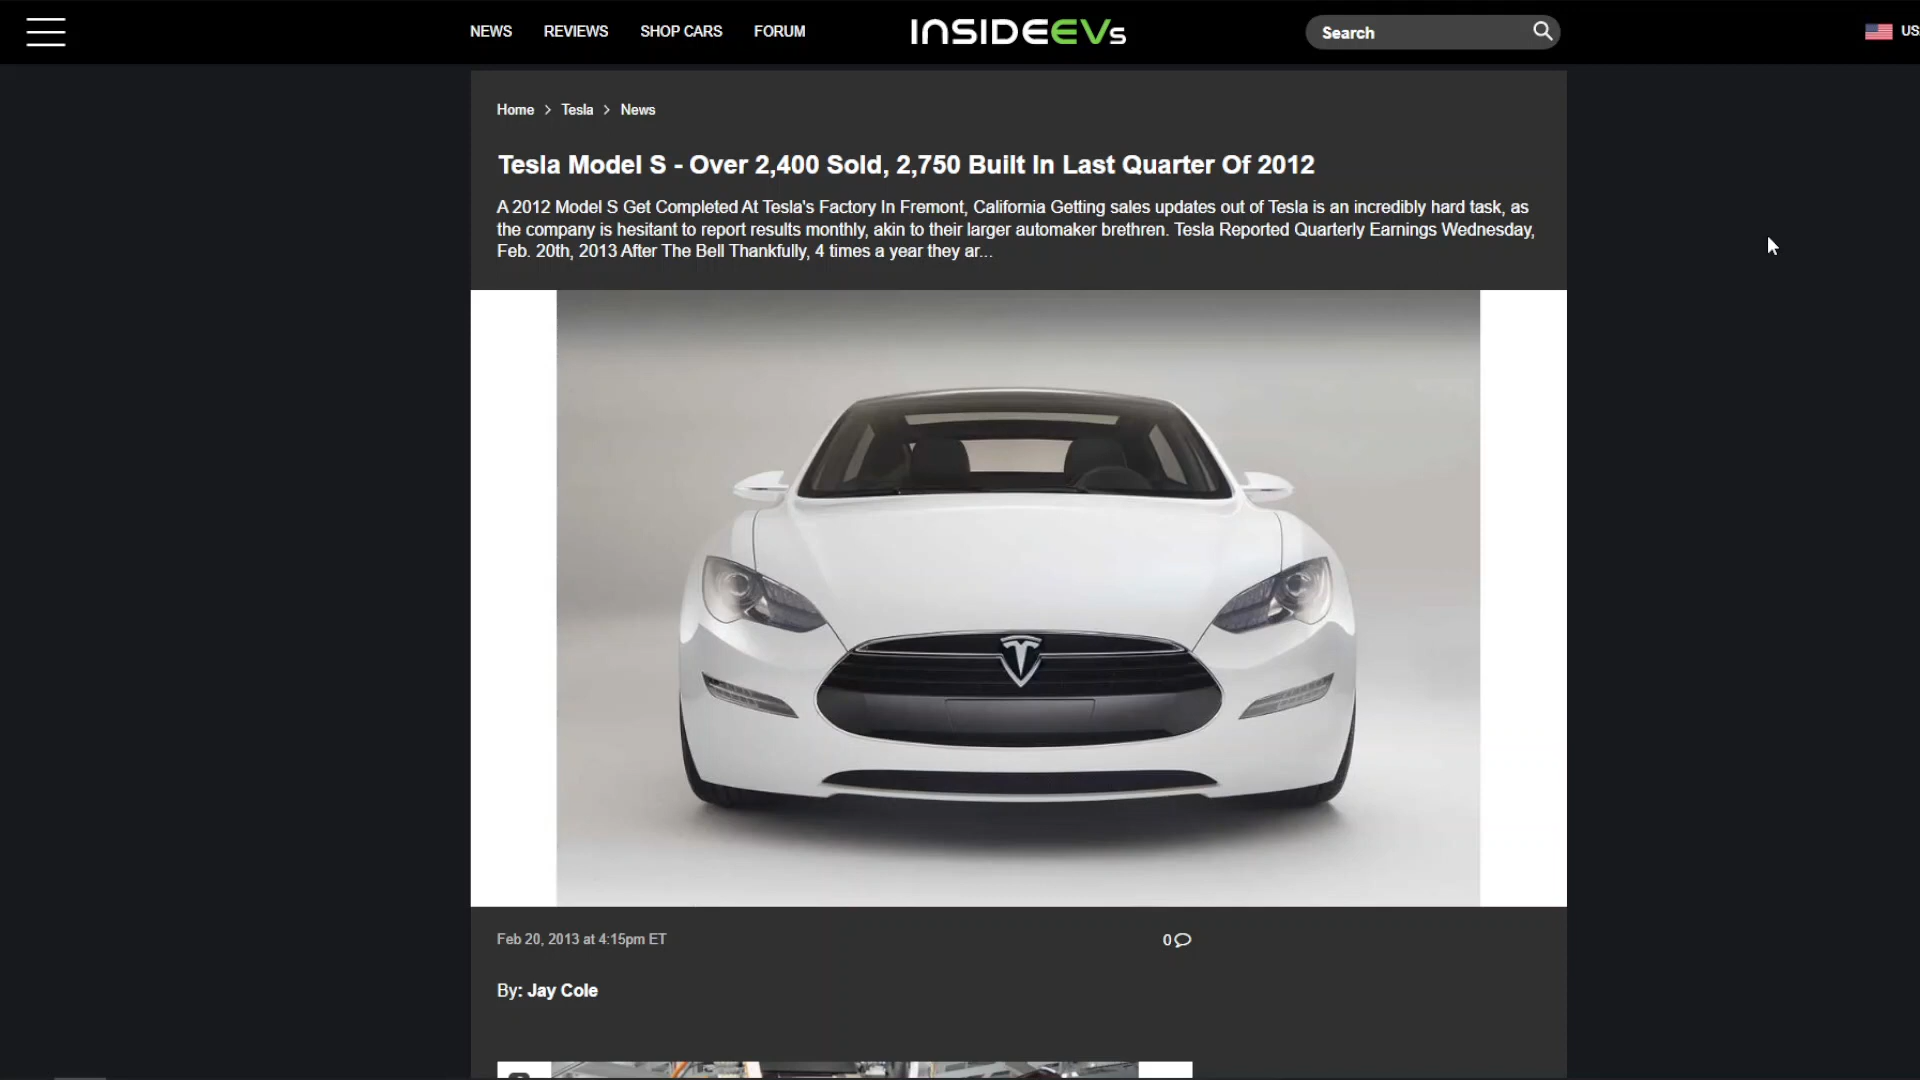 NEWS REVIEWS SHOP CARS FORUM INSIDEEVs Search
Home > Tesla > News
Tesla Model S - Over 2,400 Sold, 2,750 Built In Last Quarter Of 2012
A 2012 Model S Get Completed At Tesla's Factory In Fremont, California Getting sales updates out of Tesla is an incredibly hard task, as
the company is hesitant to report results monthly, akin to their larger automaker brethren. Tesla Reported Quarterly Earnings Wednesday,
Feb. 20th, 2013 After The Bell Thankfully, 4 times a year they ar...
Feb 20, 2013 at 4:15pm ET 0
By: Jay Cole